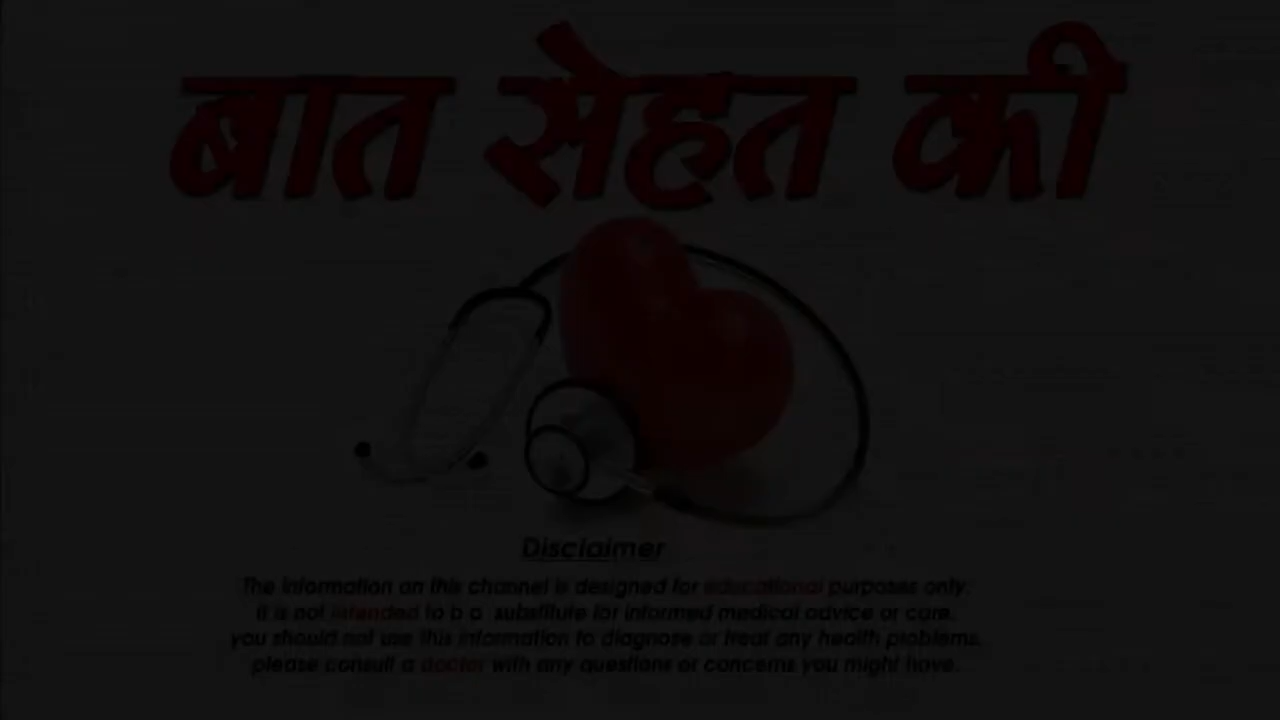 बात सेहत की
Disclaimer
The information on this channel is designed for educational purposes only.
it is not intended to b a substitute for informed medical advice or care.
you should not use this information to diagnose or treat any health problems.
please consult a doctor with any questions or concerns you might have.